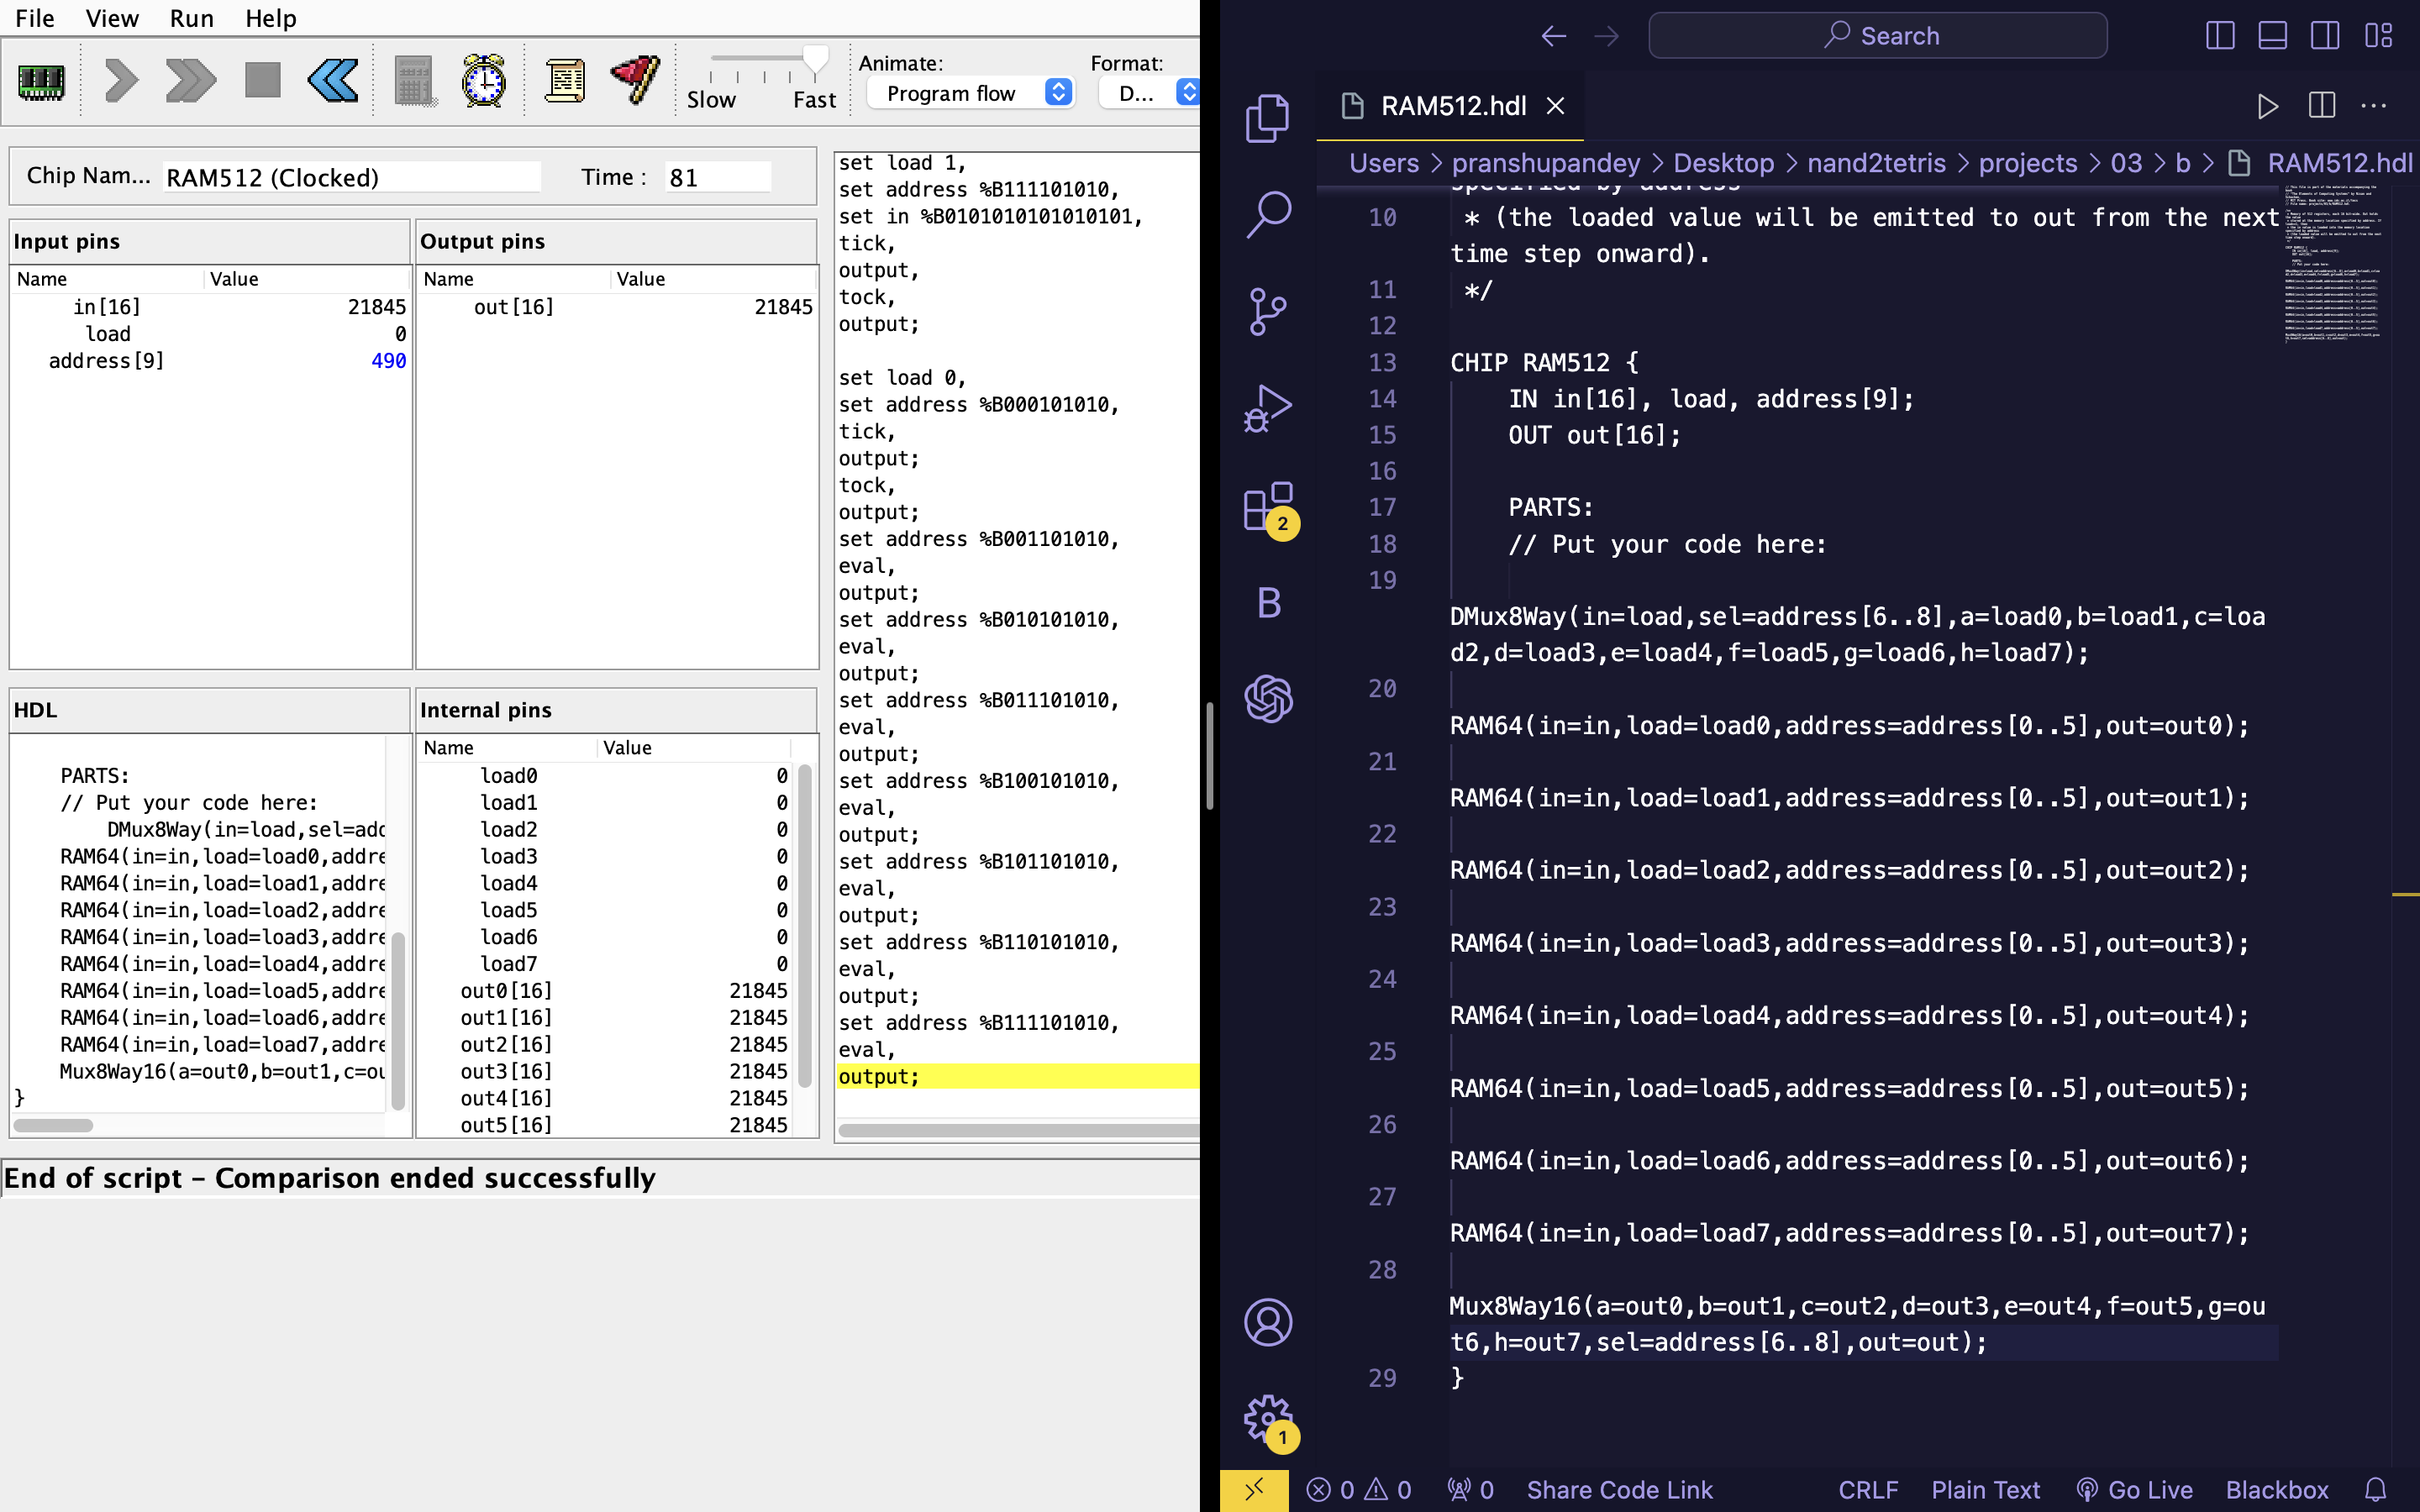 File View Run Help
Slow Fast
Animate:
Program flow
Format:
D...
Chip Nam... RAM512 (Clocked) Time : 81
Input pins
Name Value
in[16] 21845
load 0
address[9] 490
Output pins
Name Value
out[16] 21845
HDL
PARTS:
// Put your code here:
DMux8Way(in=load,sel=add
RAM64(in=in,load=load0,addre
RAM64(in=in,load=load1,addre
RAM64(in=in,load=load2,addre
RAM64(in=in,load=load3,addre
RAM64(in=in,load=load4,addre
RAM64(in=in,load=load5,addre
RAM64(in=in,load=load6,addre
RAM64(in=in,load=load7,addre
Mux8Way16(a=out0,b=out1,c=ou
}
Internal pins
Name Value
load0 0
load1 0
load2 0
load3 0
load4 0
load5 0
load6 0
load7 0
out0[16] 21845
out1[16] 21845
out2[16] 21845
out3[16] 21845
out4[16] 21845
out5[16] 21845
set load 1,
set address %B111101010,
set in %B0101010101010101,
tick,
output,
tock,
output;
set load 0,
set address %B000101010,
tick,
output;
tock,
output;
set address %B001101010,
eval,
output;
set address %B010101010,
eval,
output;
set address %B011101010,
eval,
output;
set address %B100101010,
eval,
output;
set address %B101101010,
eval,
output;
set address %B110101010,
eval,
output;
set address %B111101010,
eval,
output;
End of script – Comparison ended successfully
Search
RAM512.hdl
Users > pranshupandey > Desktop > nand2tetris > projects > 03 > b > RAM512.hdl
specified by address
10 * (the loaded value will be emitted to out from the next
time step onward).
11 */
12
13 CHIP RAM512 {
14 IN in[16], load, address[9];
15 OUT out[16];
16
17 PARTS:
18 // Put your code here:
19
DMux8Way(in=load,sel=address[6..8],a=load0,b=load1,c=loa
d2,d=load3,e=load4,f=load5,g=load6,h=load7);
20
RAM64(in=in,load=load0,address=address[0..5],out=out0);
21
RAM64(in=in,load=load1,address=address[0..5],out=out1);
22
RAM64(in=in,load=load2,address=address[0..5],out=out2);
23
RAM64(in=in,load=load3,address=address[0..5],out=out3);
24
RAM64(in=in,load=load4,address=address[0..5],out=out4);
25
RAM64(in=in,load=load5,address=address[0..5],out=out5);
26
RAM64(in=in,load=load6,address=address[0..5],out=out6);
27
RAM64(in=in,load=load7,address=address[0..5],out=out7);
28
Mux8Way16(a=out0,b=out1,c=out2,d=out3,e=out4,f=out5,g=ou
t6,h=out7,sel=address[6..8],out=out);
29 }
2
B
1
0 0 0 Share Code Link CRLF Plain Text Go Live Blackbox